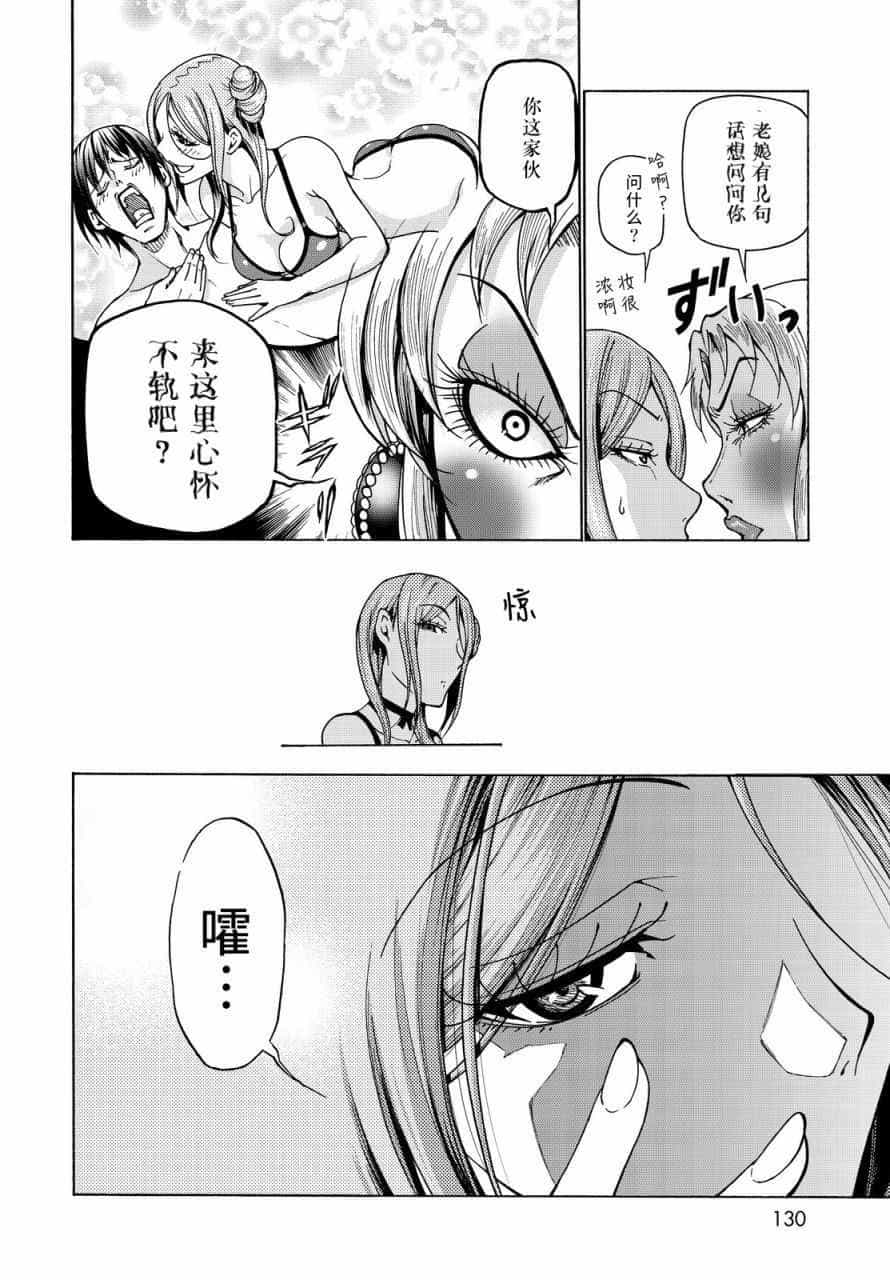 老娘有几句
话想问问你
哈啊？
问什么？
妆很
浓啊
ずいっ
你这家伙
来这里心怀
不轨吧？
惊
嚯…
130